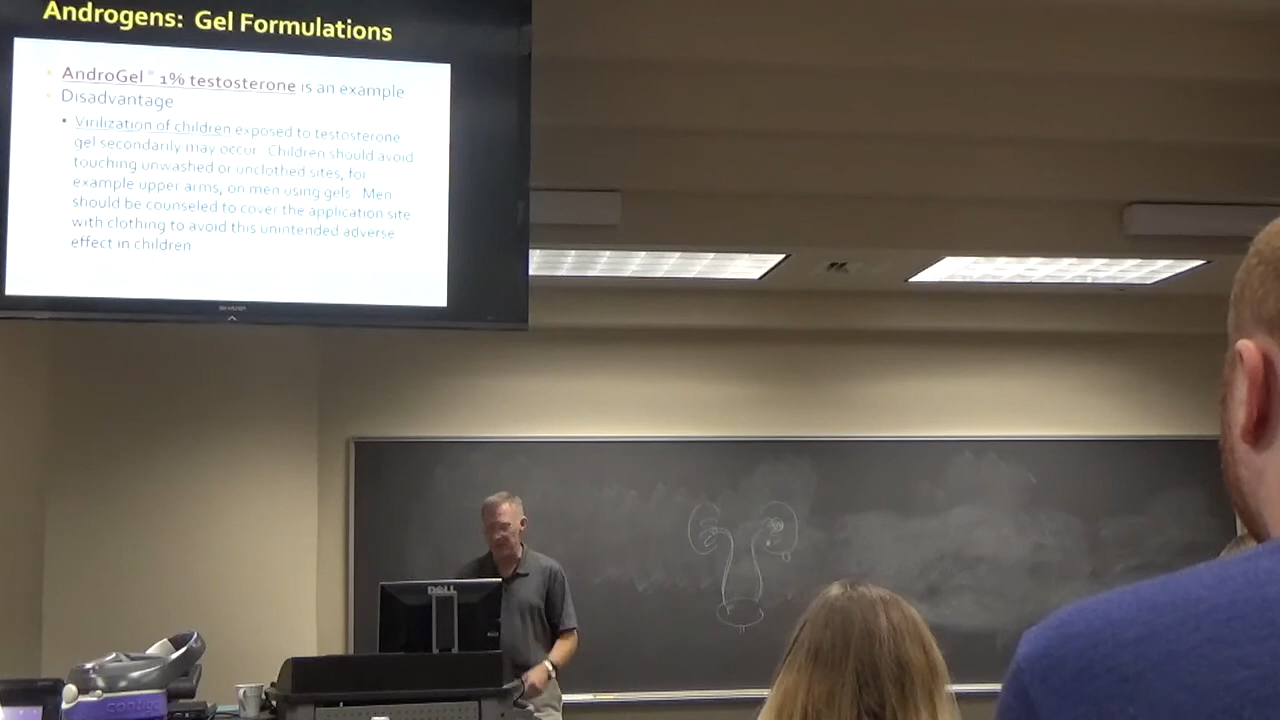 Androgens: Gel Formulations
AndroGel® 1% testosterone is an example
Disadvantage
Virilization of children exposed to testosterone
gel secondarily may occur. Children should avoid
touching unwashed or unclothed sites, for
example upper arms, on men using gels. Men
should be counseled to cover the application site
with clothing to avoid this unintended adverse
effect in children
SHARP
DELL
contigo